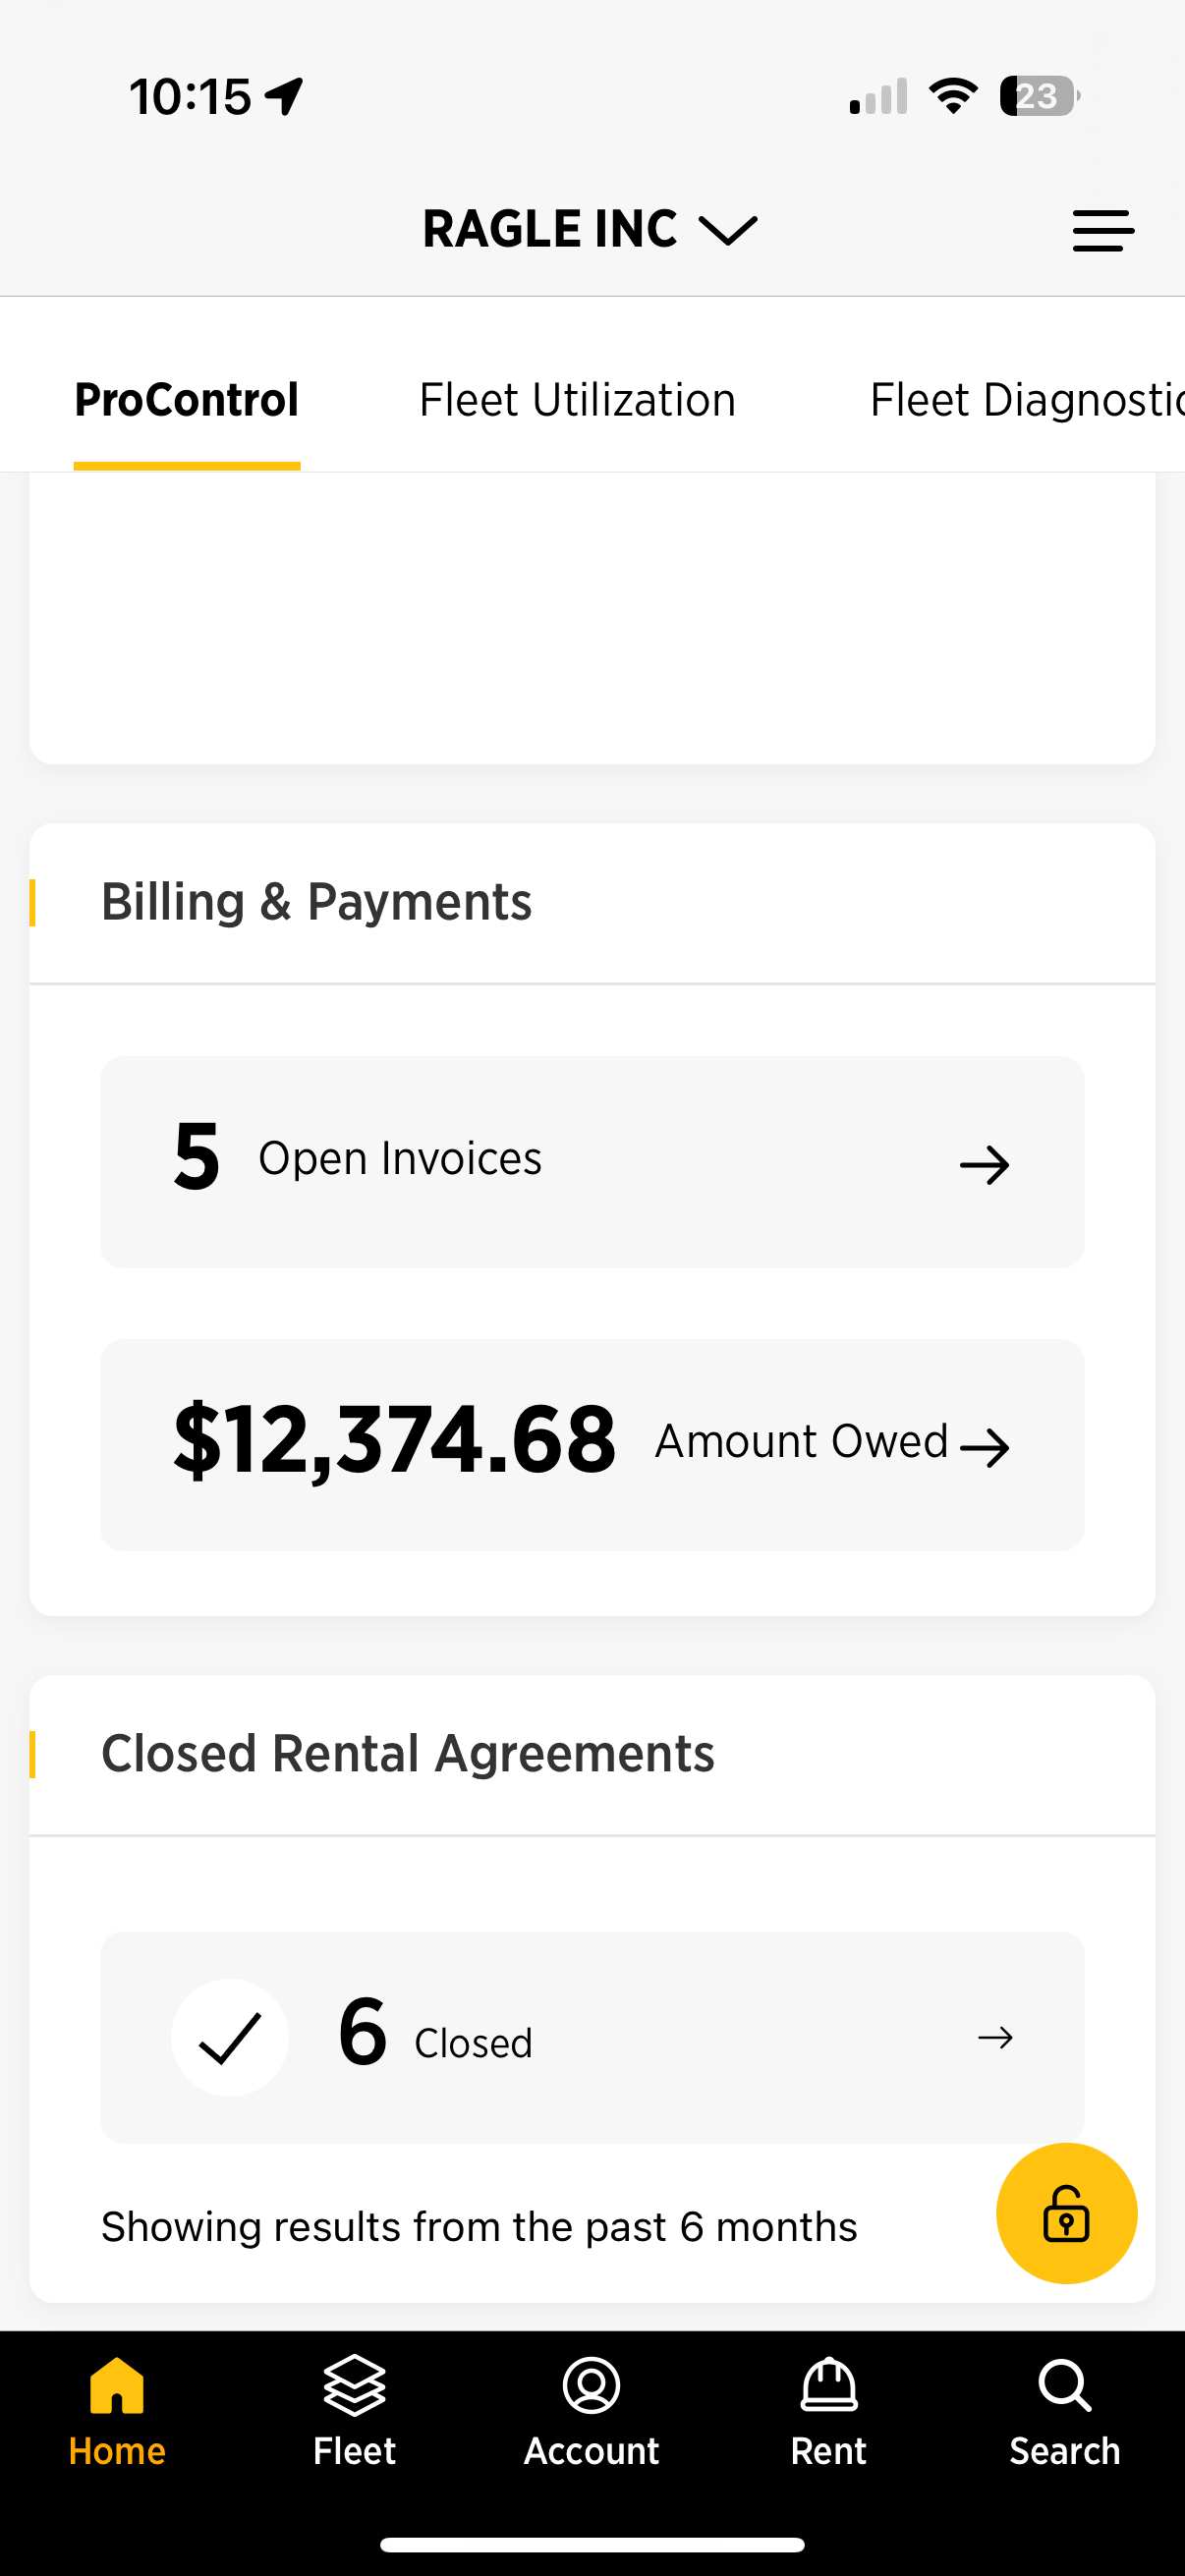 10:15
23
RAGLE INC
ProControl Fleet Utilization Fleet Diagnostic
Billing & Payments
5 Open Invoices
$12,374.68 Amount Owed
Closed Rental Agreements
6 Closed
Showing results from the past 6 months
Home Fleet Account Rent Search